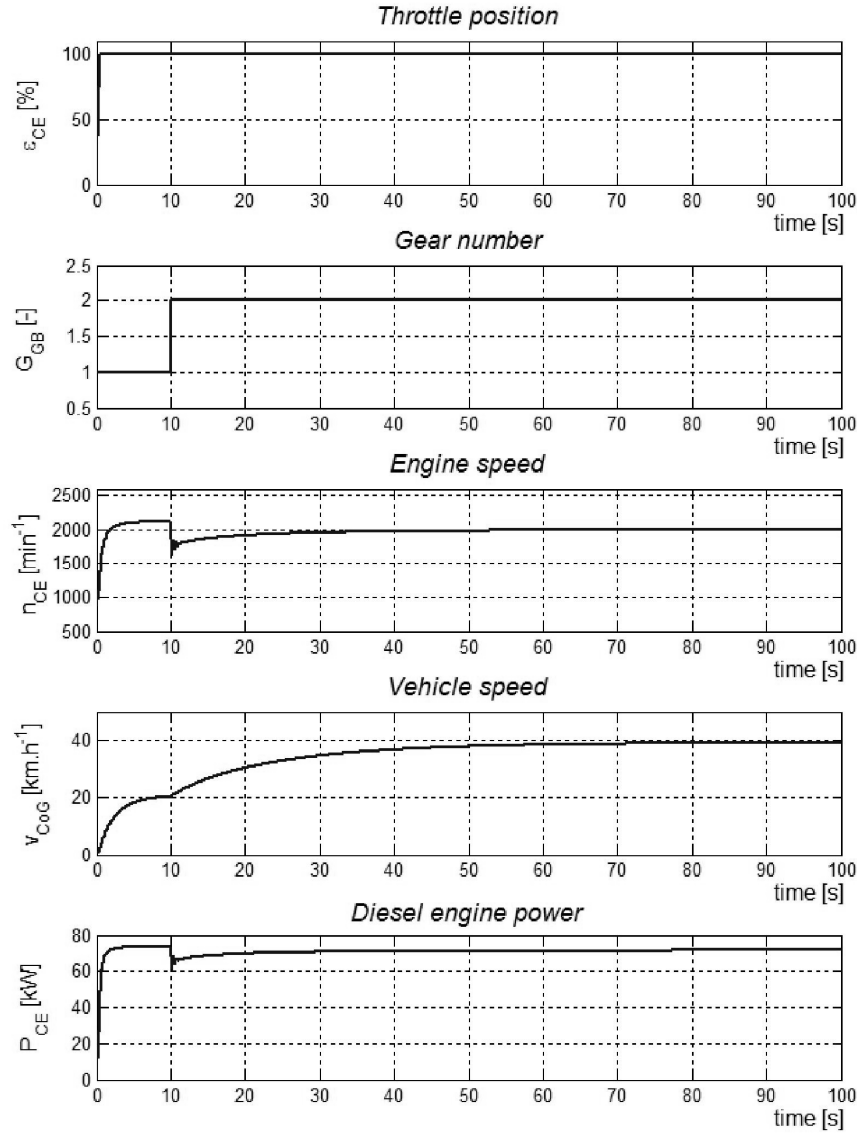 Throttle position
ε_CE [%]
100
50
0
0 10 20 30 40 50 60 70 80 90 100
time [s]
Gear number
G_GB [-]
2.5
2
1.5
1
0.5
0 10 20 30 40 50 60 70 80 90 100
time [s]
Engine speed
n_CE [min⁻¹]
2500
2000
1500
1000
500
0 10 20 30 40 50 60 70 80 90 100
time [s]
Vehicle speed
v_CoG [km.h⁻¹]
40
20
0
0 10 20 30 40 50 60 70 80 90 100
time [s]
Diesel engine power
P_CE [kW]
80
60
40
20
0
0 10 20 30 40 50 60 70 80 90 100
time [s]